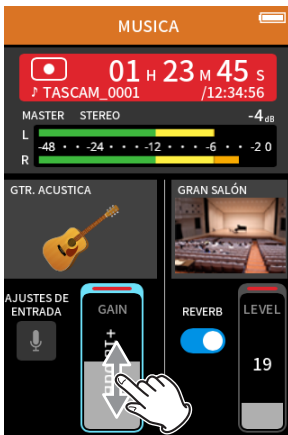 MUSICA
01 H 23 M 45 S
♪ TASCAM_0001 /12:34:56
MASTER STEREO -4dB
L
-48 • • -24 • • • -12 • • • -6 • • -2 0
R
GTR. ACUSTICA GRAN SALÓN
AJUSTES DE
ENTRADA
GAIN
REVERB
LEVEL
19